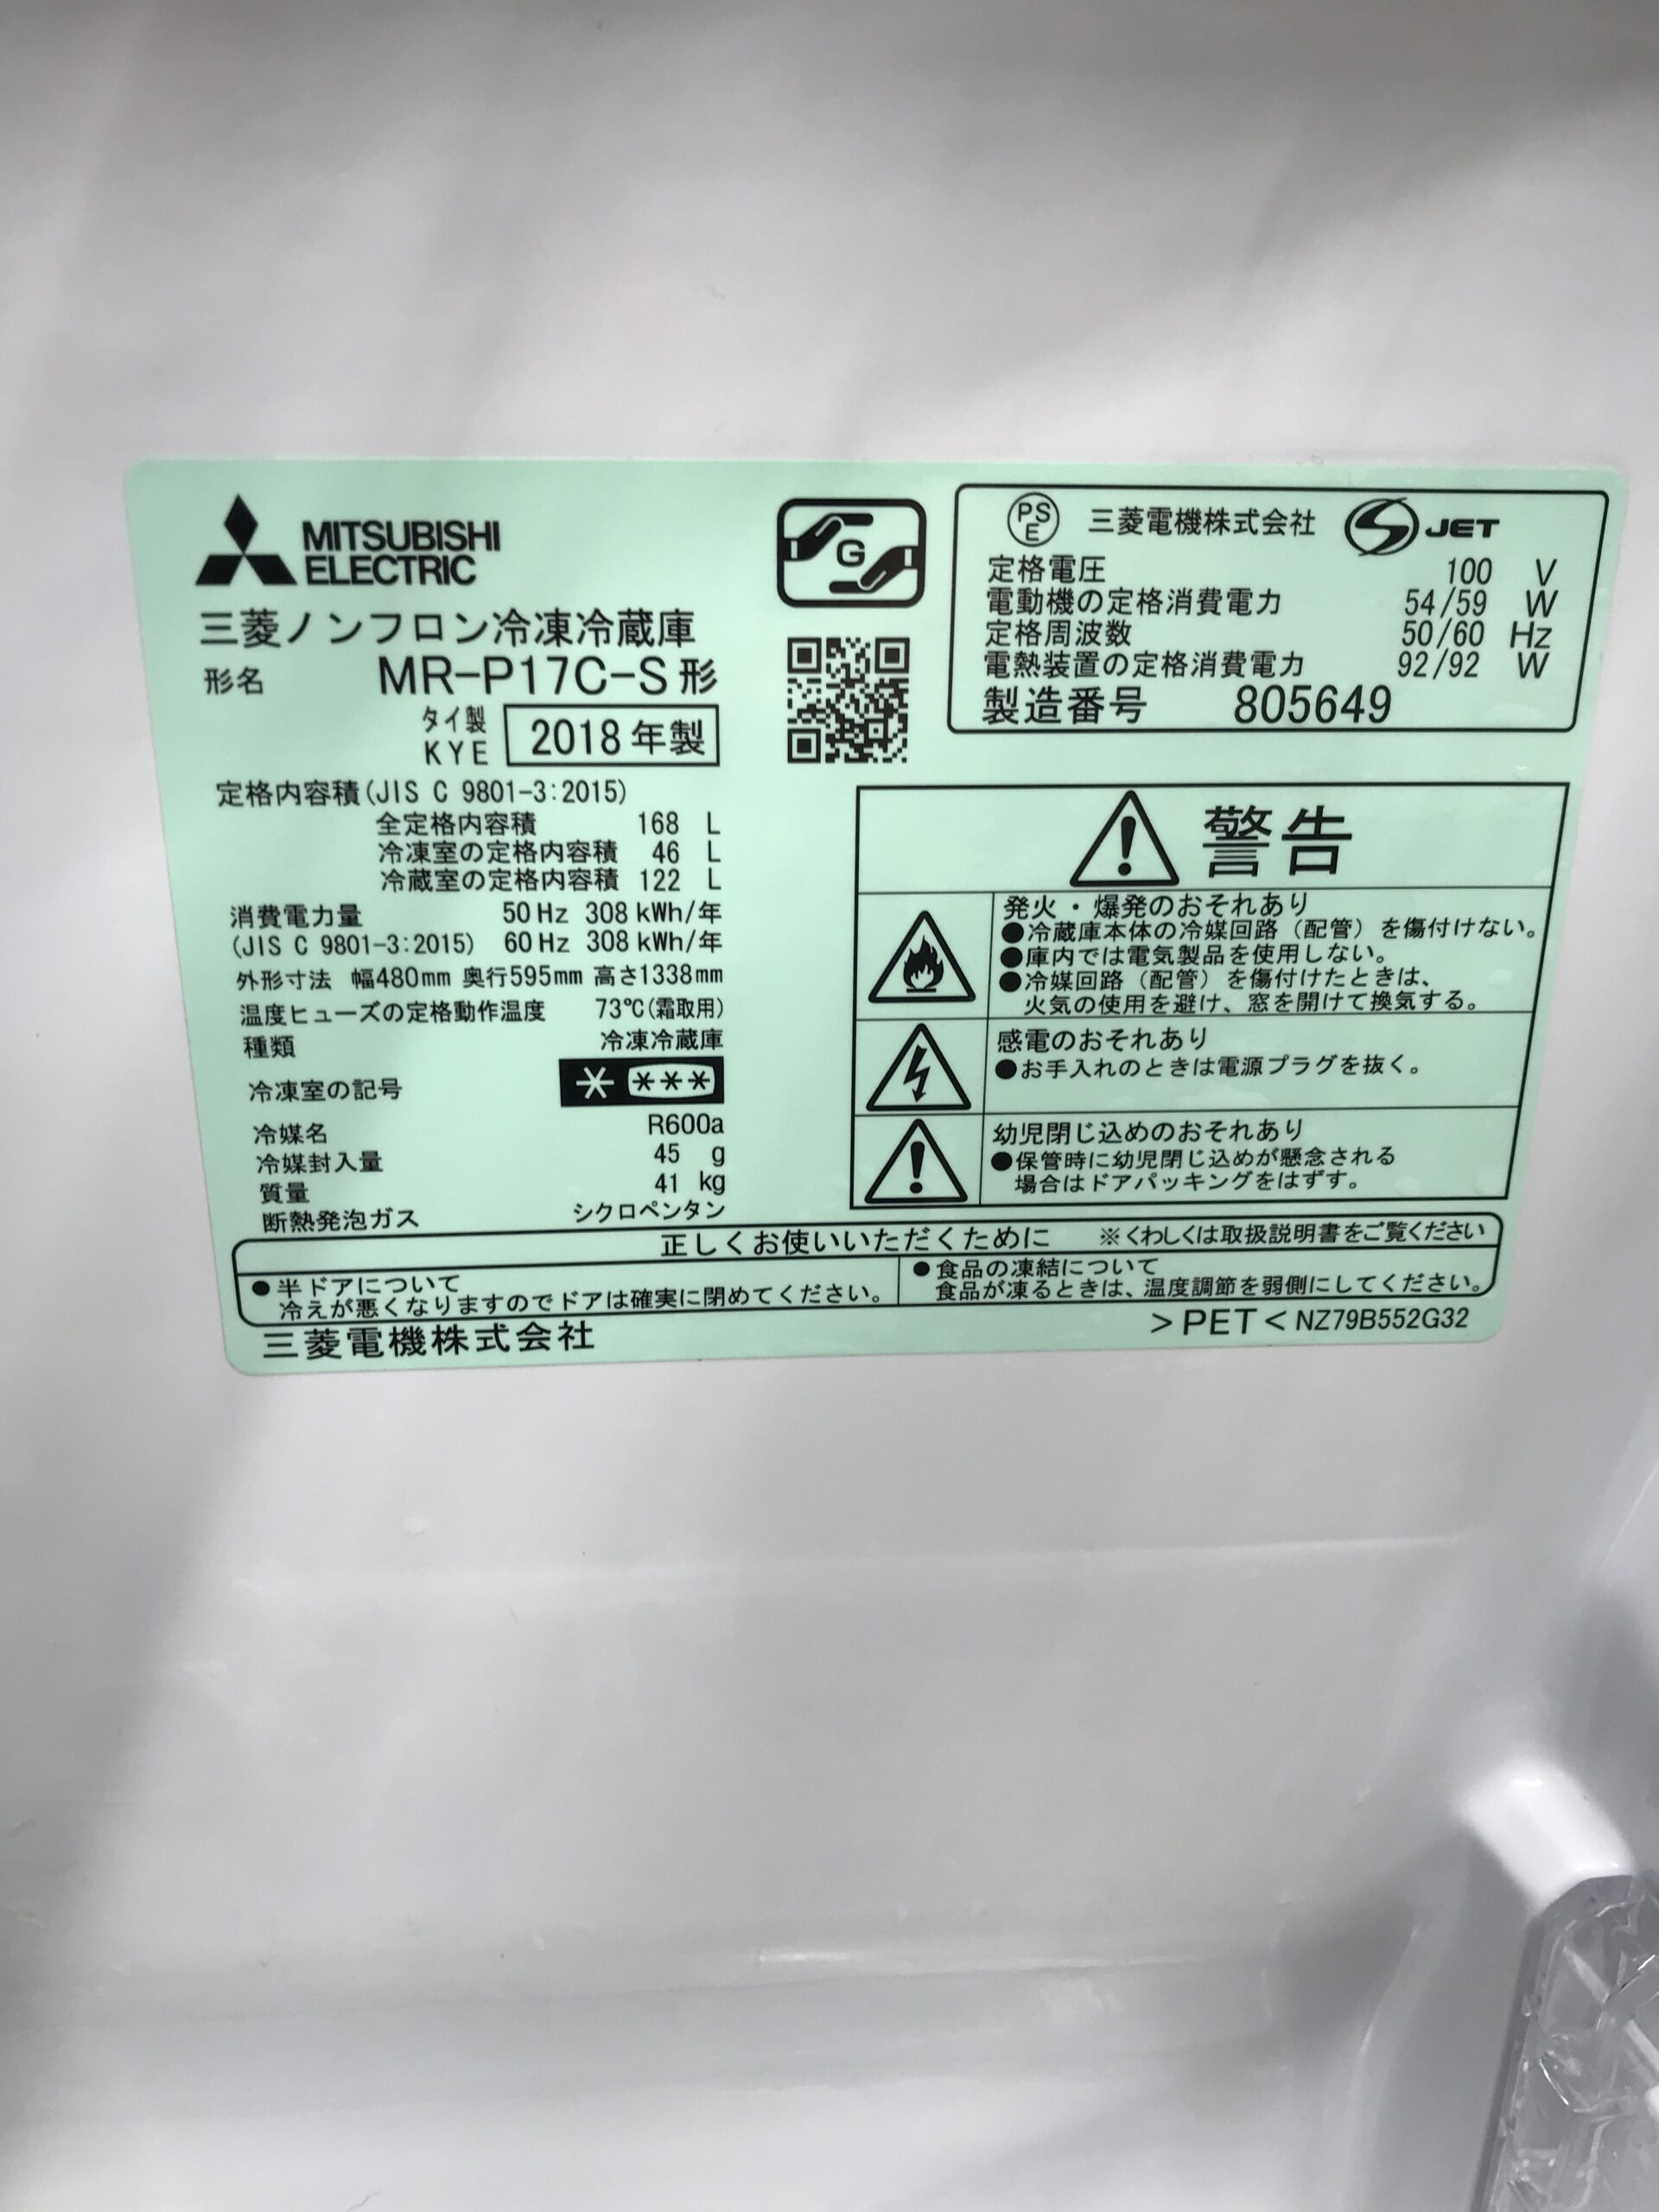 MITSUBISHI
ELECTRIC
三菱ノンフロン冷凍冷蔵庫
形名 MR-P17C-S形
タイ製
KYE 2018年製
定格内容積(JIS C 9801-3:2015)
全定格内容積 168 L
冷凍室の定格内容積 46 L
冷蔵室の定格内容積 122 L
消費電力量 50Hz 308kWh/年
(JIS C 9801-3:2015) 60Hz 308kWh/年
外形寸法 幅480mm 奥行595mm 高さ1338mm
温度ヒューズの定格動作温度 73℃(霜取用)
種類 冷凍冷蔵庫
冷凍室の記号 * ***
冷媒名 R600a
冷媒封入量 45 g
質量 41 kg
断熱発泡ガス シクロペンタン
G
PS
E
三菱電機株式会社 S JET
定格電圧 100 V
電動機の定格消費電力 54/59 W
定格周波数 50/60 Hz
電熱装置の定格消費電力 92/92 W
製造番号 805649
警告
発火・爆発のおそれあり
●冷蔵庫本体の冷媒回路（配管）を傷付けない。
●庫内では電気製品を使用しない。
●冷媒回路（配管）を傷付けたときは、
火気の使用を避け、窓を開けて換気する。
感電のおそれあり
●お手入れのときは電源プラグを抜く。
幼児閉じ込めのおそれあり
●保管時に幼児閉じ込めが懸念される
場合はドアパッキングをはずす。
正しくお使いいただくために ※くわしくは取扱説明書をご覧ください
●半ドアについて
冷えが悪くなりますのでドアは確実に閉めてください。
●食品の凍結について
食品が凍るときは、温度調節を弱側にしてください。
三菱電機株式会社
>PET< NZ79B552G32